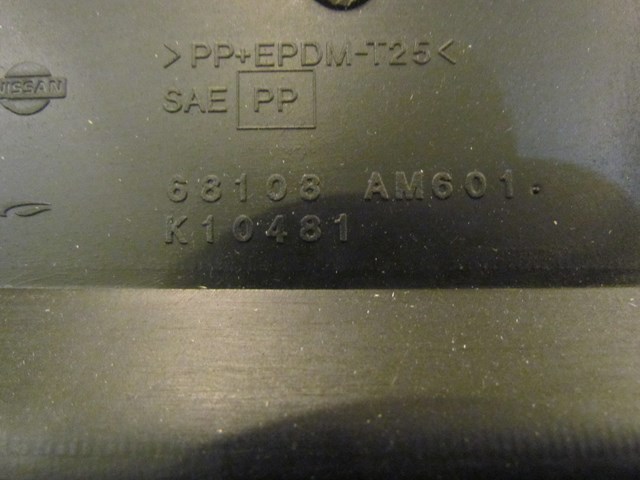 >PP+EPDM-T25<
NISSAN
SAE PP
68108 AM601.
K10481